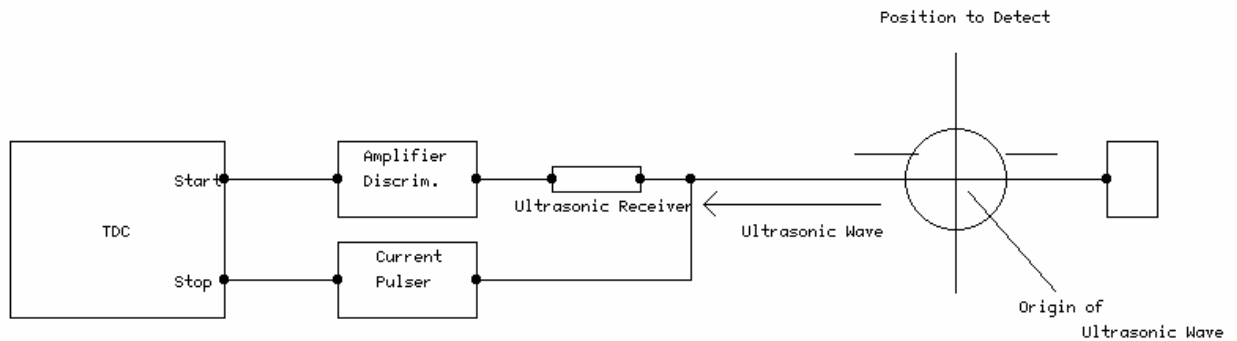 Position to Detect
Amplifier
Discrim.
Start
Ultrasonic Receiver
Ultrasonic Wave
TDC
Current
Pulser
Stop
Origin of
Ultrasonic Wave